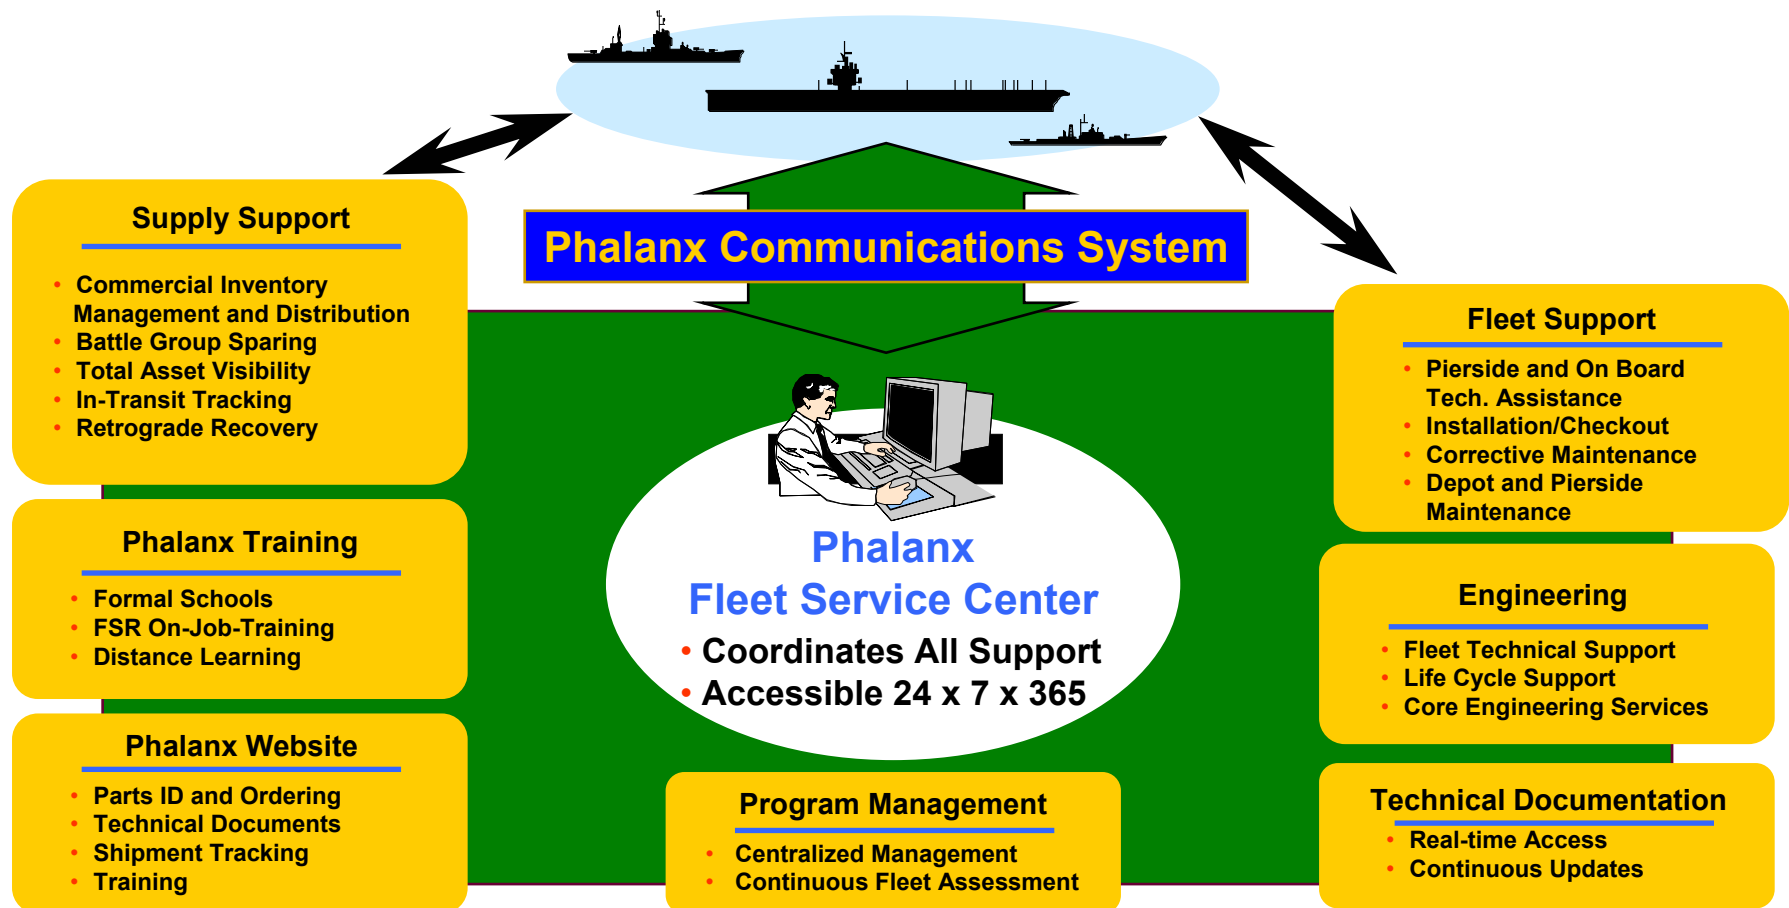 Phalanx Communications System
Supply Support
• Commercial Inventory
Management and Distribution
• Battle Group Sparing
• Total Asset Visibility
• In-Transit Tracking
• Retrograde Recovery
Phalanx Training
• Formal Schools
• FSR On-Job-Training
• Distance Learning
Phalanx Website
• Parts ID and Ordering
• Technical Documents
• Shipment Tracking
• Training
Phalanx
Fleet Service Center
• Coordinates All Support
• Accessible 24 x 7 x 365
Program Management
• Centralized Management
• Continuous Fleet Assessment
Fleet Support
• Pierside and On Board
Tech. Assistance
• Installation/Checkout
• Corrective Maintenance
• Depot and Pierside
Maintenance
Engineering
• Fleet Technical Support
• Life Cycle Support
• Core Engineering Services
Technical Documentation
• Real-time Access
• Continuous Updates